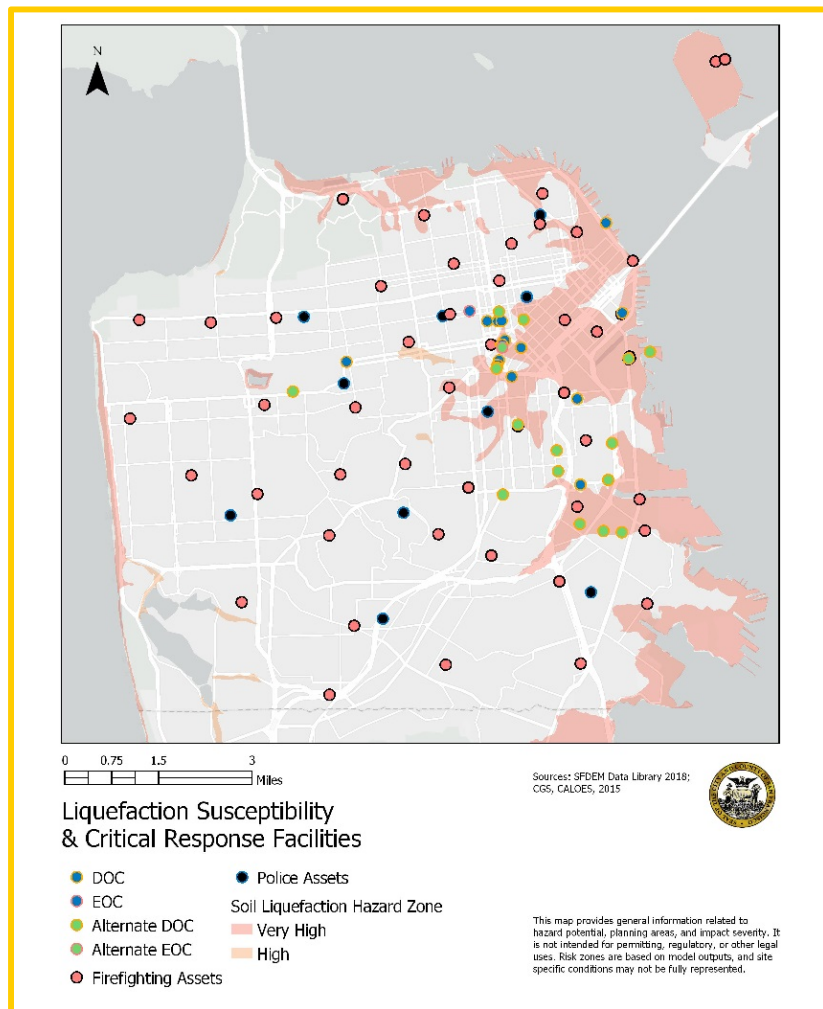 N
0 0.75 1.5 3
Miles
Sources: SFDEM Data Library 2018;
CGS, CALOES, 2015
Liquefaction Susceptibility
& Critical Response Facilities
DOC
EOC
Alternate DOC
Alternate EOC
Firefighting Assets
Police Assets
Soil Liquefaction Hazard Zone
Very High
High
This map provides general information related to
hazard potential, planning areas, and impact severity. It
is not intended for permitting, regulatory, or other legal
uses. Risk zones are based on model outputs, and site
specific conditions may not be fully represented.